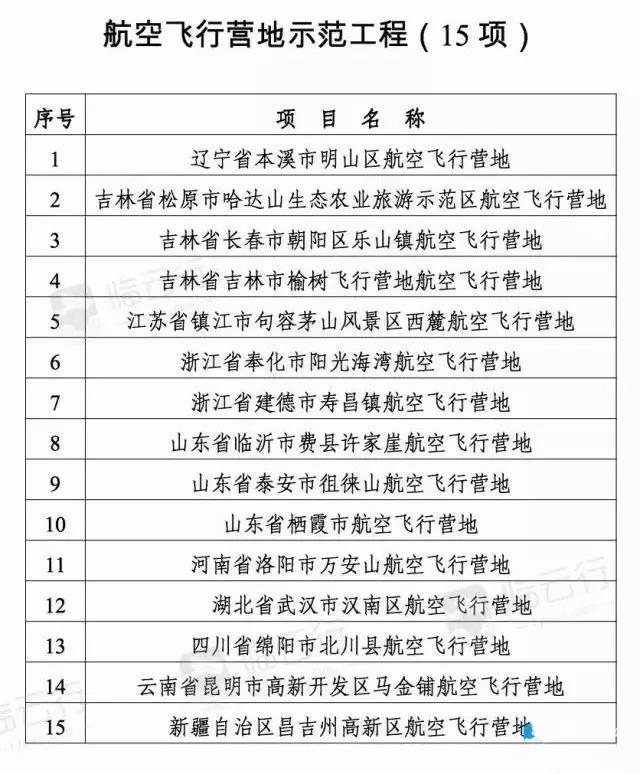 航空飞行营地示范工程（15 项）
序号 项 目 名 称
1 辽宁省本溪市明山区航空飞行营地
2 吉林省松原市哈达山生态农业旅游示范区航空飞行营地
3 吉林省长春市朝阳区乐山镇航空飞行营地
4 吉林省吉林市榆树飞行营地航空飞行营地
5 江苏省镇江市句容茅山风景区西麓航空飞行营地
6 浙江省奉化市阳光海湾航空飞行营地
7 浙江省建德市寿昌镇航空飞行营地
8 山东省临沂市费县许家崖航空飞行营地
9 山东省泰安市徂徕山航空飞行营地
10 山东省栖霞市航空飞行营地
11 河南省洛阳市万安山航空飞行营地
12 湖北省武汉市汉南区航空飞行营地
13 四川省绵阳市北川县航空飞行营地
14 云南省昆明市高新开发区马金铺航空飞行营地
15 新疆自治区昌吉州高新区航空飞行营地
临云行
临云行
临云行